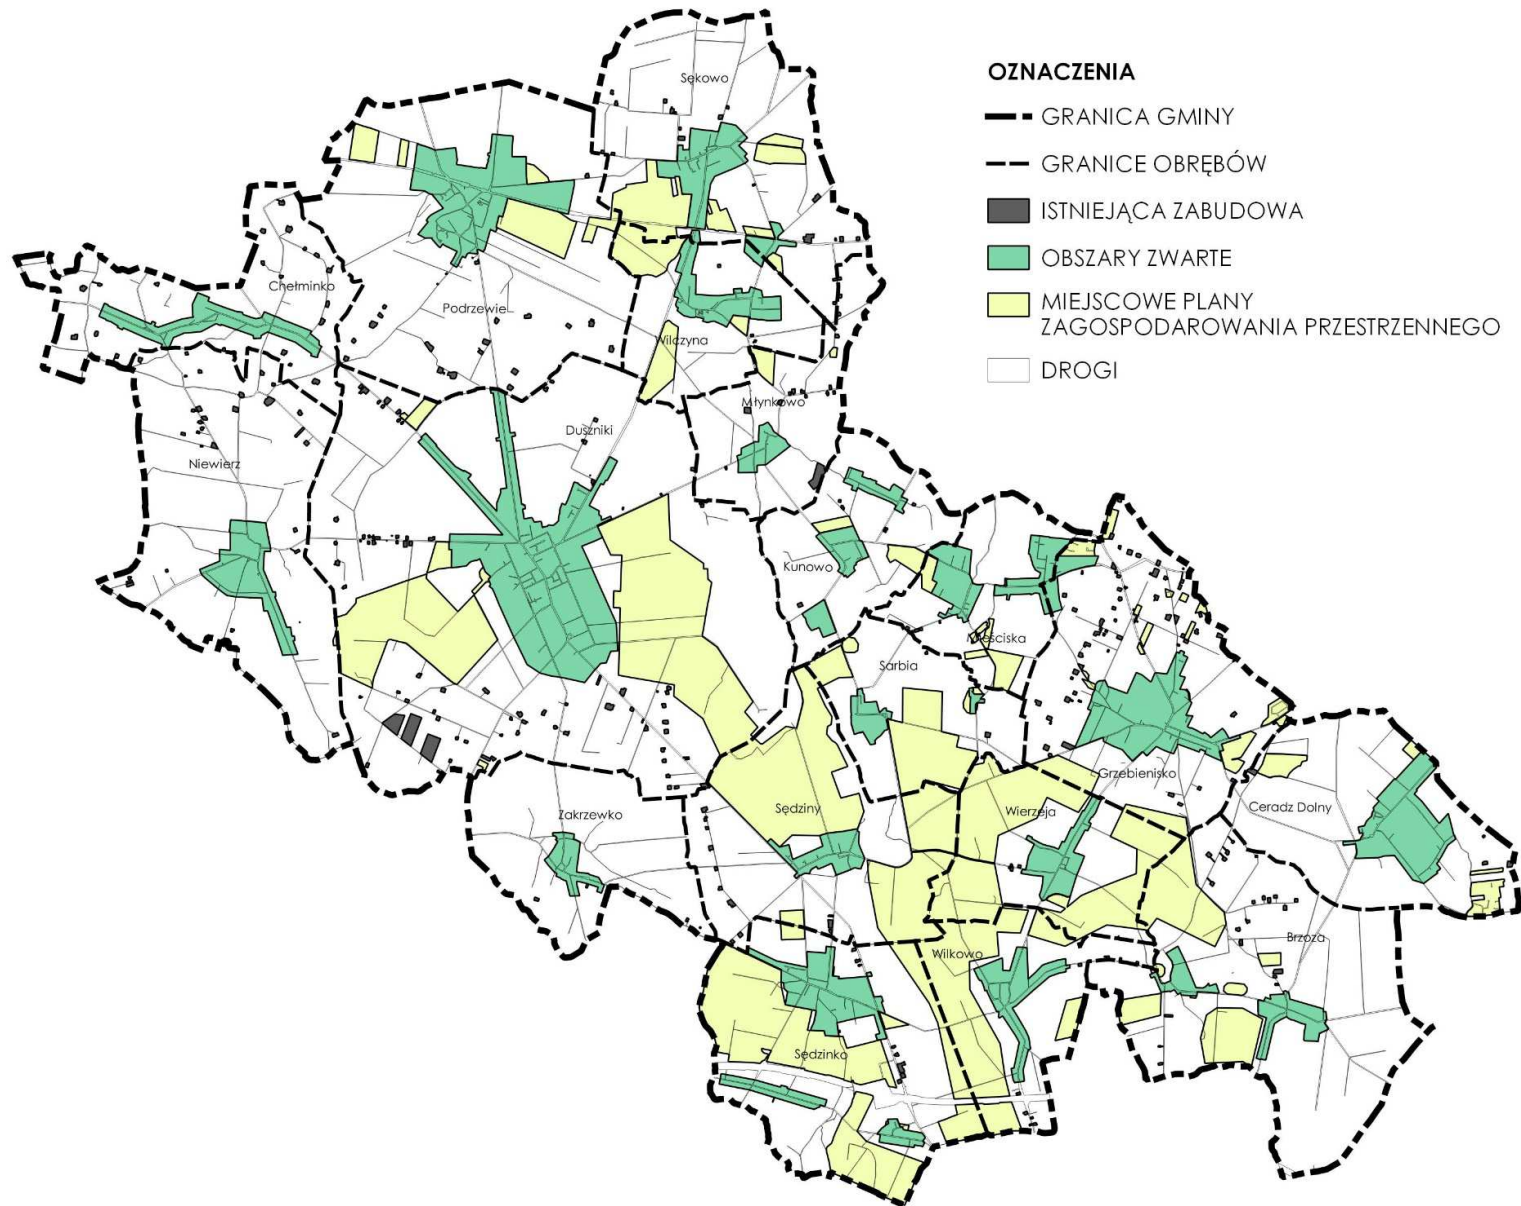 OZNACZENIA
GRANICA GMINY
GRANICE OBRĘBÓW
ISTNIEJĄCA ZABUDOWA
OBSZARY ZWARTE
MIEJSCOWE PLANY
ZAGOSPODAROWANIA PRZESTRZENNEGO
DROGI
Sękowo
Chełminko
Podrzewie
Wilczyna
Młynkowo
Duszniki
Niewierz
Kunowo
Mieściska
Sarbia
Grzebienisko
Zakrzewko
Sędziny
Wierzeja
Ceradz Dolny
Brzoza
Wilkowo
Sędzinko